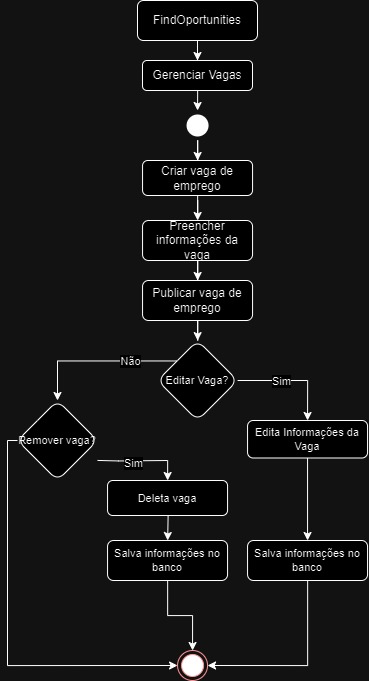 FindOportunities
Gerenciar Vagas
Criar vaga de
emprego
Preencher
informações da
vaga
Publicar vaga de
emprego
Não
Editar Vaga?
Sim
Remover vaga?
Edita Informações da
Vaga
Sim
Deleta vaga
Salva informações no
banco
Salva informações no
banco